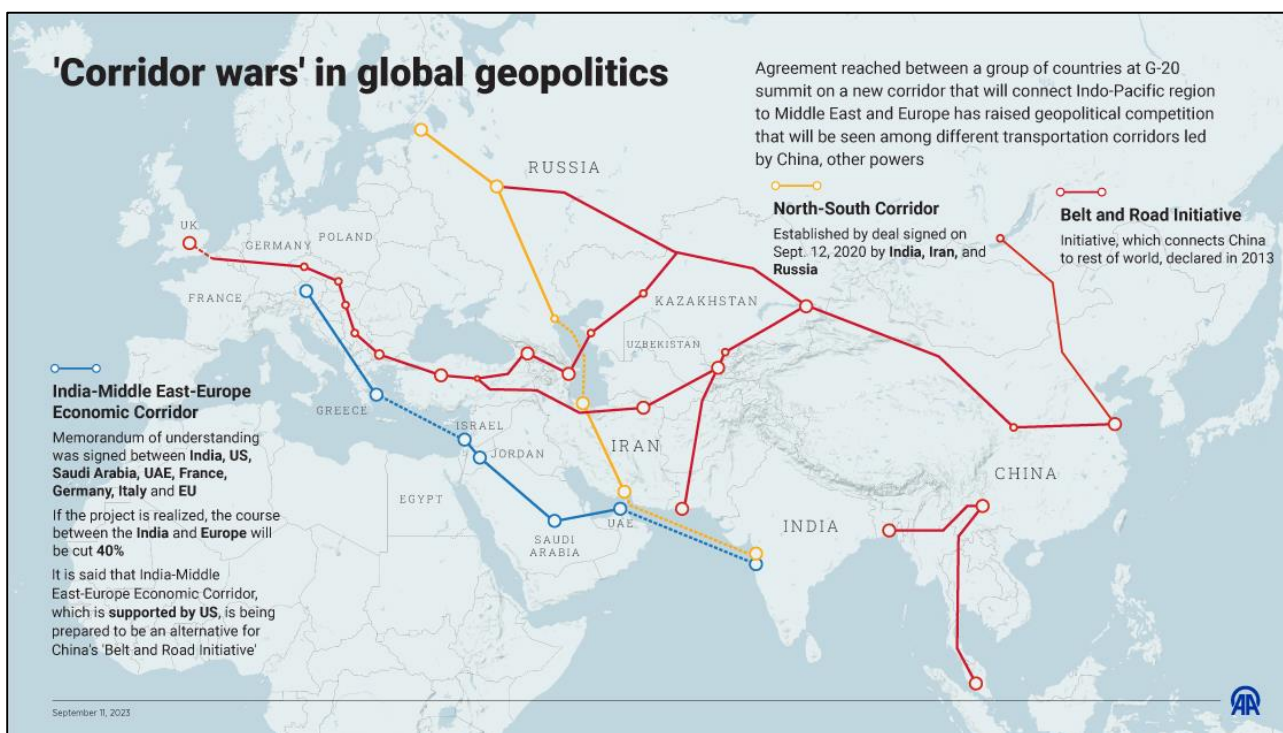 'Corridor wars' in global geopolitics
Agreement reached between a group of countries at G-20
summit on a new corridor that will connect Indo-Pacific region
to Middle East and Europe has raised geopolitical competition
that will be seen among different transportation corridors led
by China, other powers
North-South Corridor
Established by deal signed on
Sept. 12, 2020 by India, Iran, and
Russia
Belt and Road Initiative
Initiative, which connects China
to rest of world, declared in 2013
RUSSIA
UK
GERMANY
POLAND
FRANCE
KAZAKHSTAN
UZBEKISTAN
GREECE
ISRAEL
JORDAN
IRAN
EGYPT
CHINA
SAUDI
ARABIA
UAE
INDIA
India-Middle East-Europe
Economic Corridor
Memorandum of understanding
was signed between India, US,
Saudi Arabia, UAE, France,
Germany, Italy and EU
If the project is realized, the course
between the India and Europe will
be cut 40%
It is said that India-Middle
East-Europe Economic Corridor,
which is supported by US, is being
prepared to be an alternative for
China's 'Belt and Road Initiative'
September 11, 2023
AA